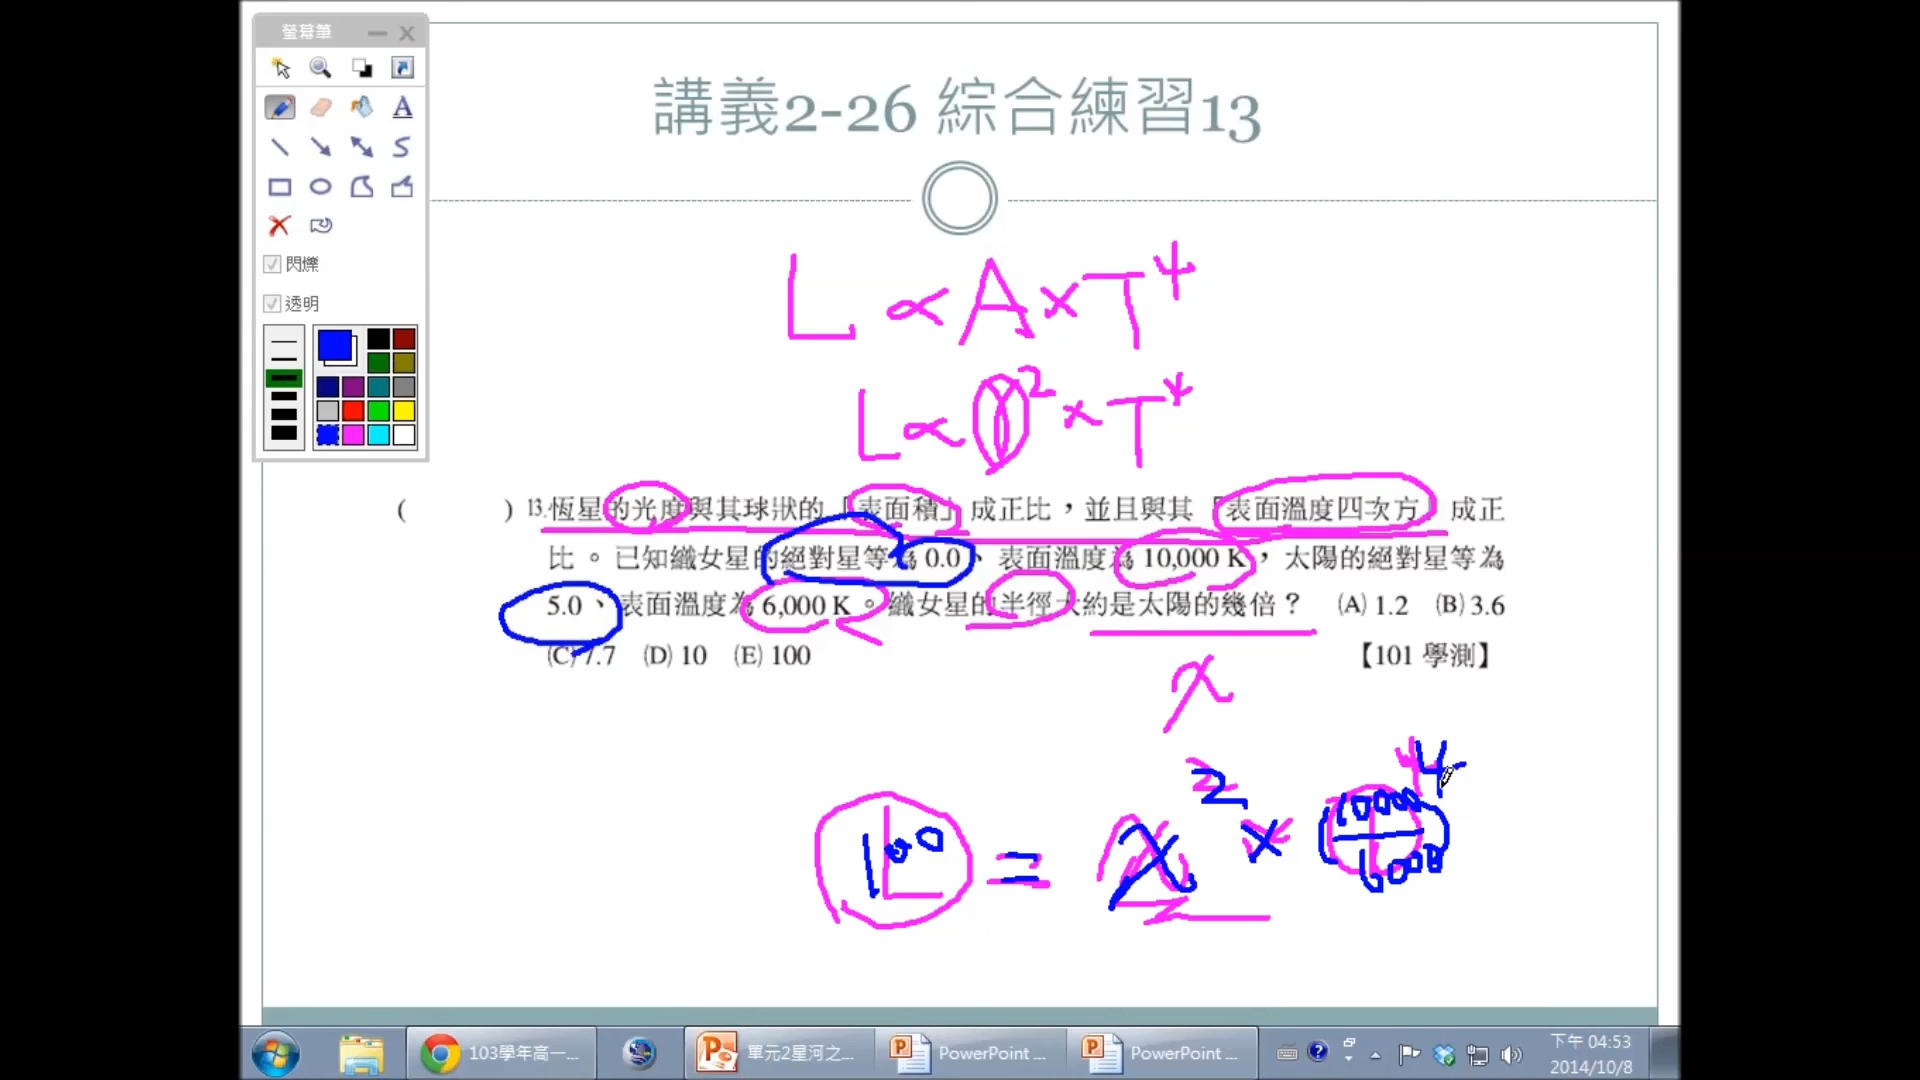 螢幕筆
A
閃爍
透明
講義2-26 綜合練習13
L ∝ A × T⁴
L ∝ ² × T⁴
( ) 13.恆星的光度與其球狀的「表面積」成正比，並且與其「表面溫度四次方」成正
比。已知織女星的絕對星等為 0.0、表面溫度為 10,000 K，太陽的絕對星等為
5.0、表面溫度為 6,000 K。織女星的半徑大約是太陽的幾倍？ (A) 1.2 (B) 3.6
(C) 7.7 (D) 10 (E) 100 【101 學測】
x
100 = x² × (10000/6000)⁴
103學年高一...
單元2星河之...
PowerPoint ...
PowerPoint ...
下午 04:53
2014/10/8